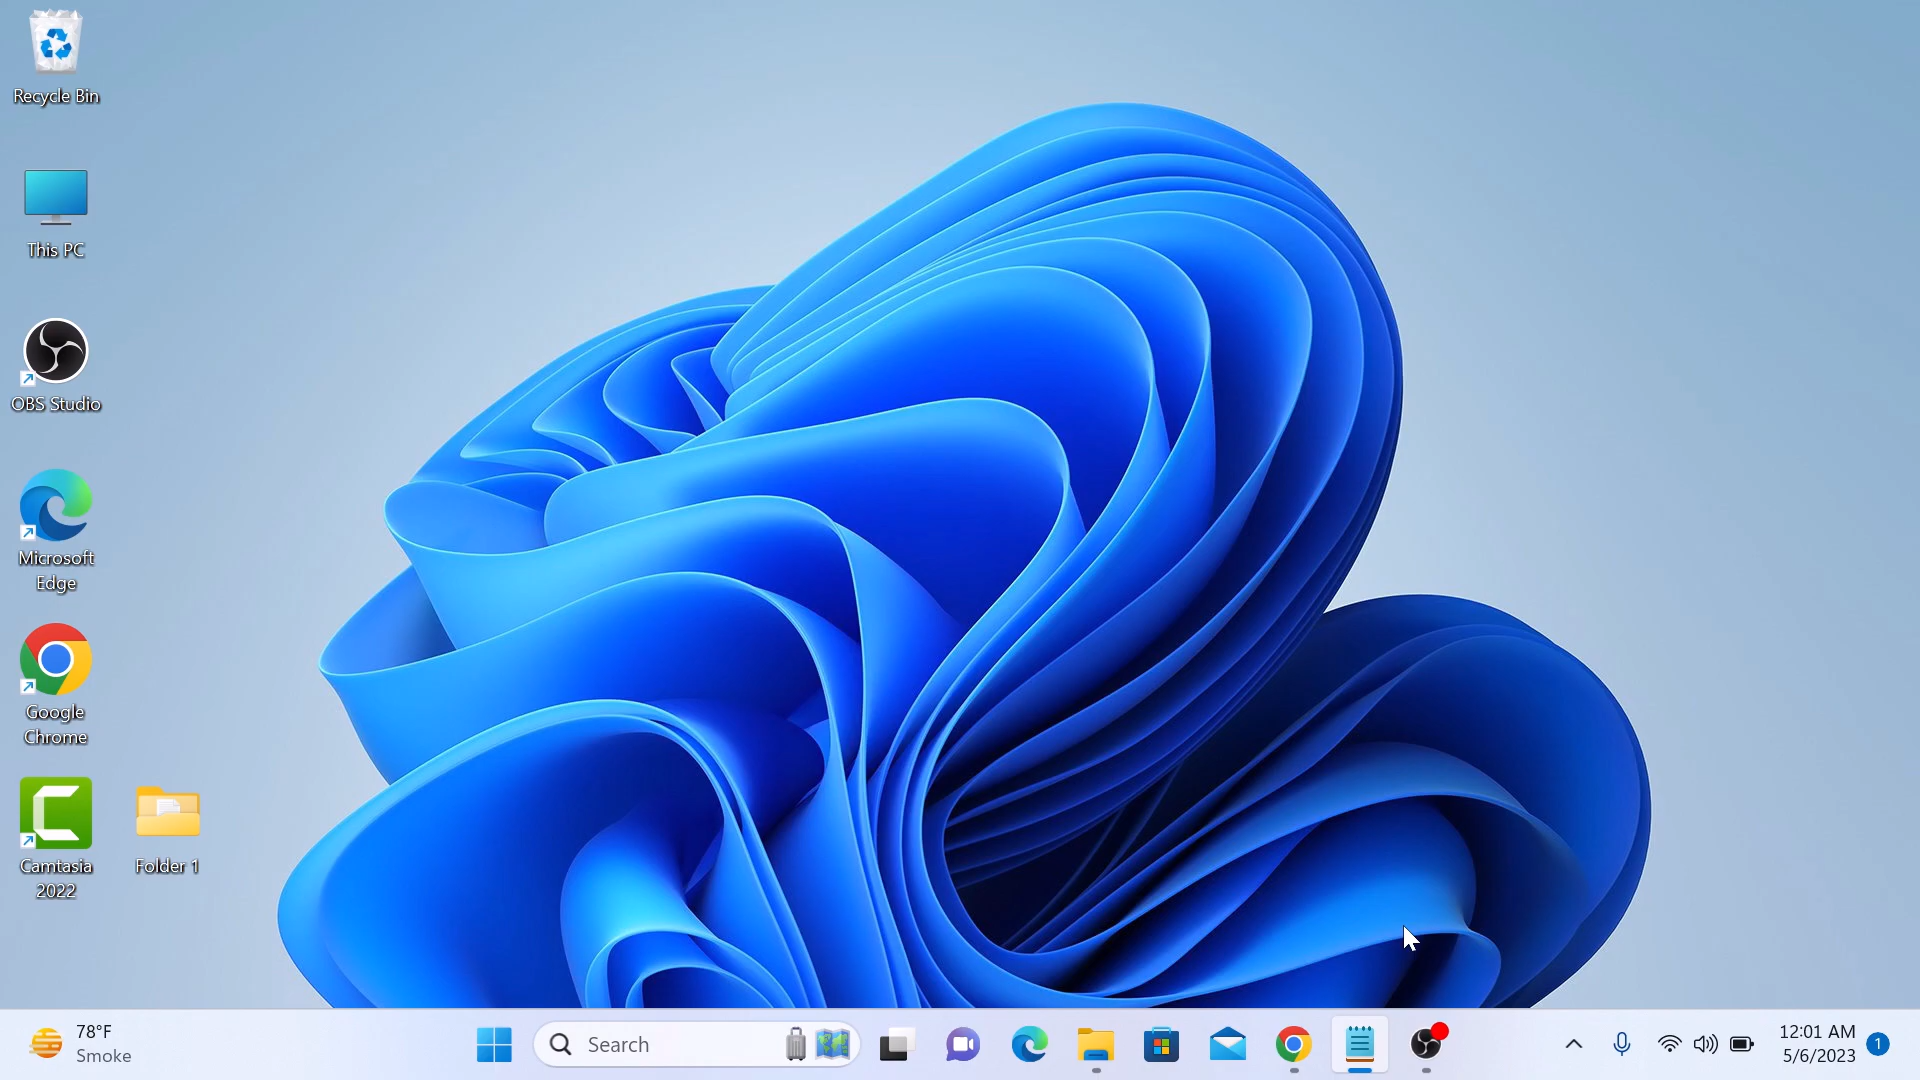 Recycle Bin
This PC
OBS Studio
Microsoft
Edge
Google
Chrome
Camtasia
2022
Folder 1
78°F
Smoke
Search
12:01 AM
5/6/2023
1